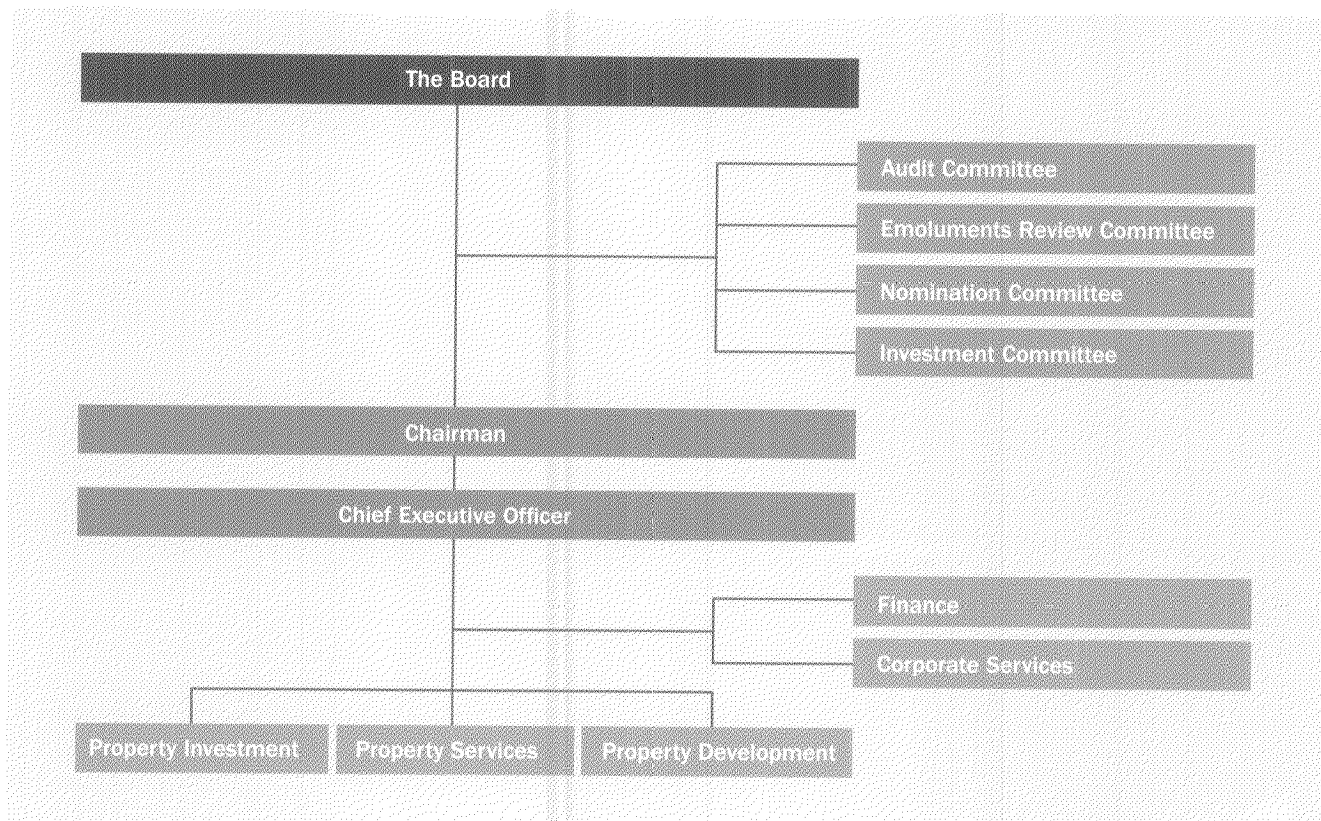 The Board
Audit Committee
Emoluments Review Committee
Nomination Committee
Investment Committee
Chairman
Chief Executive Officer
Finance
Corporate Services
Property Investment
Property Services
Property Development